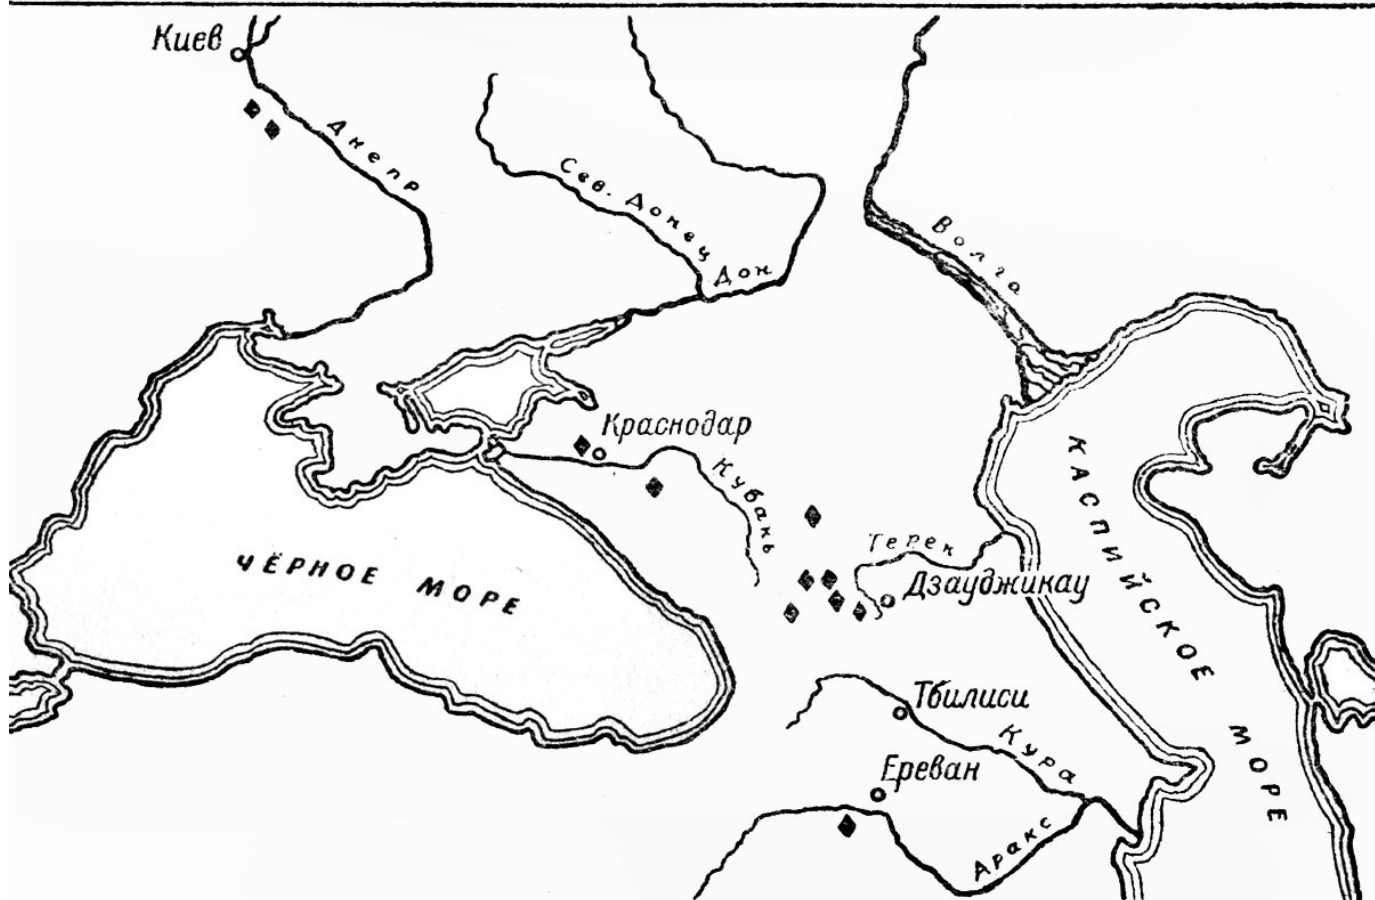 Киев
Днепр
Сев. Донец
Дон
Волга
Краснодар
Кубань
КАСПИЙСКОЕ МОРЕ
ЧЁРНОЕ МОРЕ
Терек
Дзауджикау
Тбилиси
Кура
Ереван
Аракс